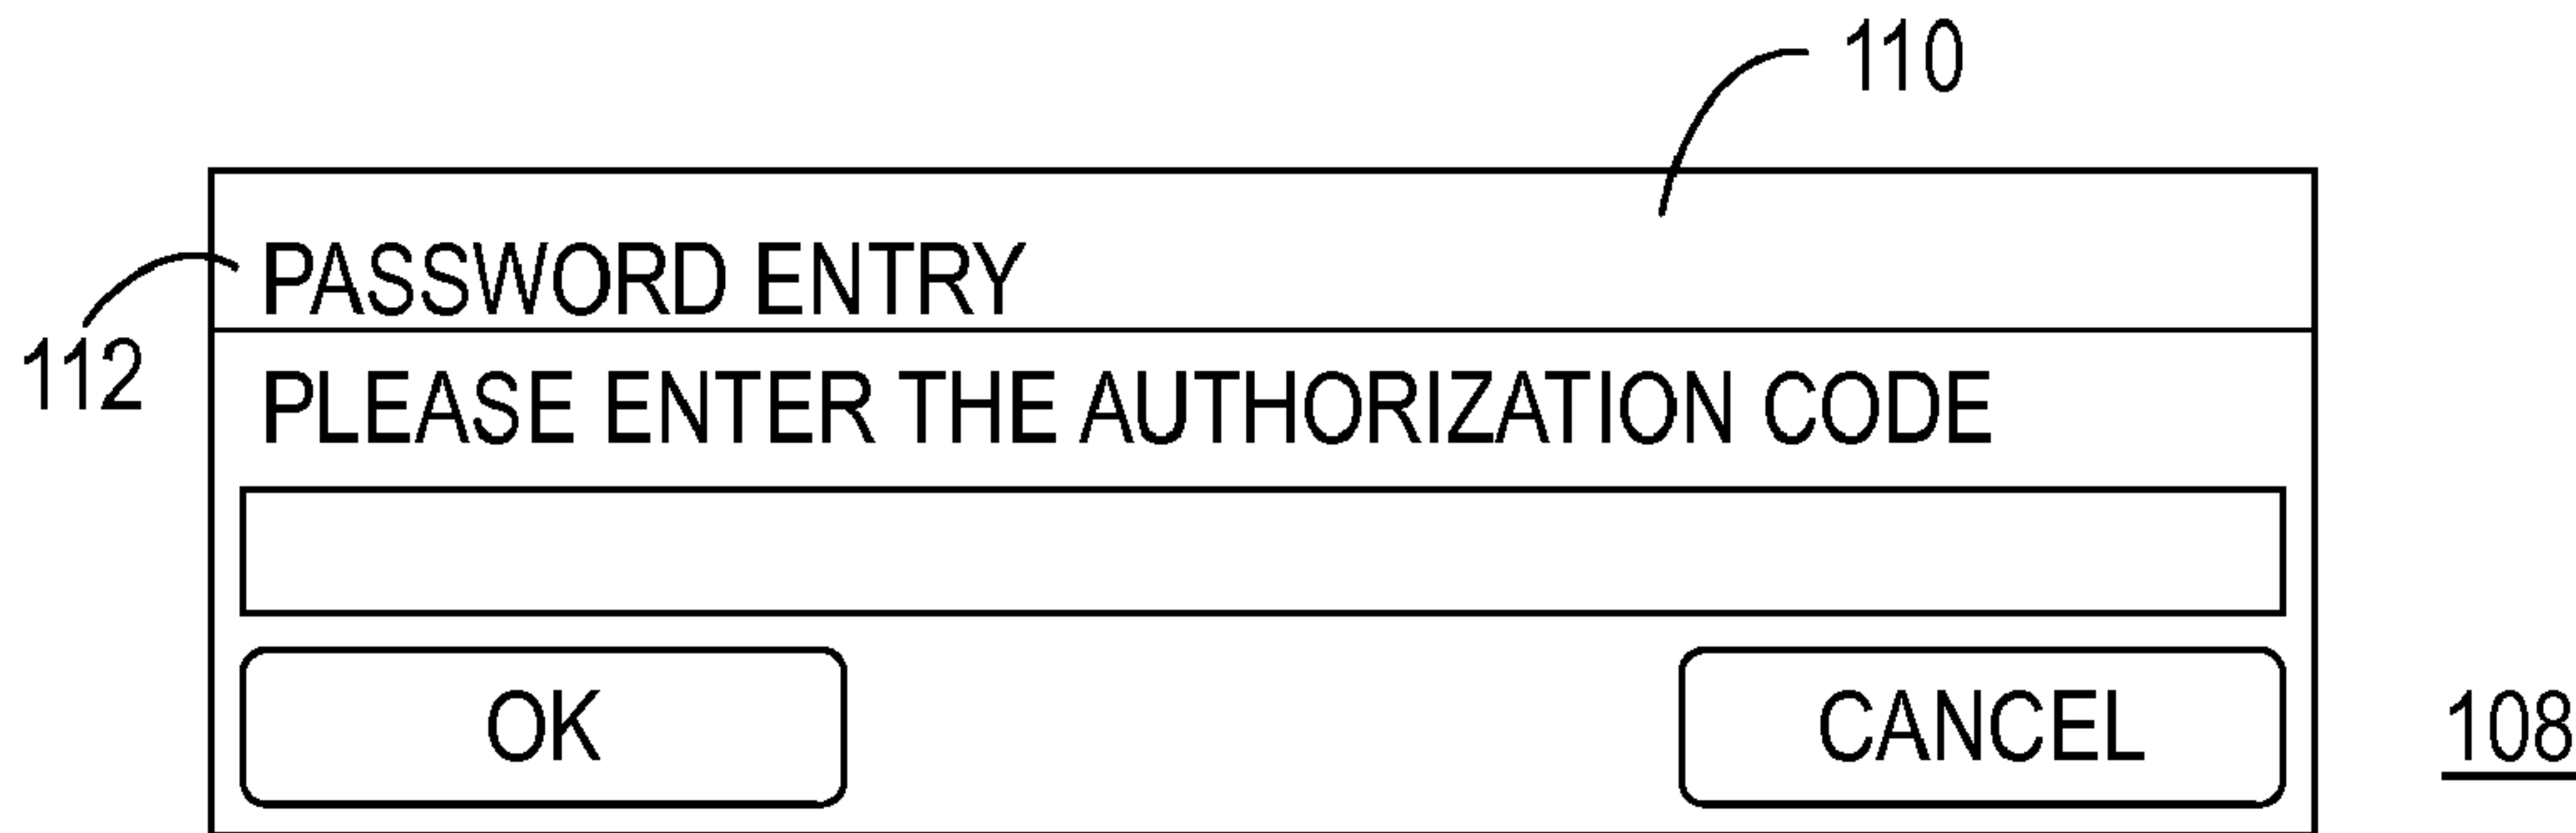 110
PASSWORD ENTRY
112
PLEASE ENTER THE AUTHORIZATION CODE
OK CANCEL
108